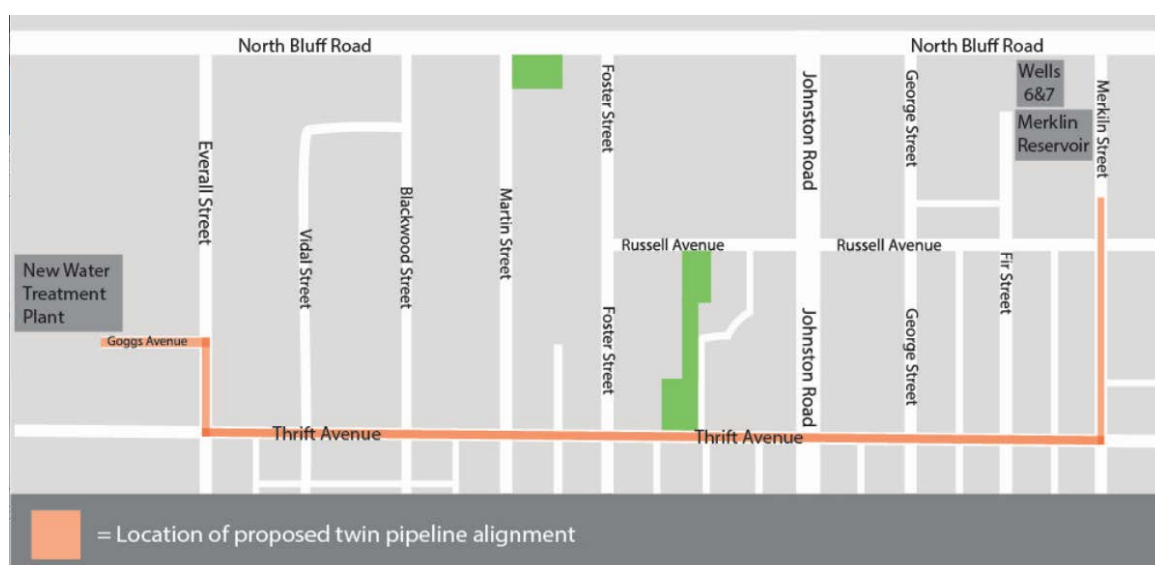 North Bluff Road
North Bluff Road
Everall Street
Vidal Street
Blackwood Street
Martin Street
Foster Street
Johnston Road
George Street
Wells
6&7
Merklin
Reservoir
Merkiln Street
Russell Avenue
Russell Avenue
New Water
Treatment
Plant
Goggs Avenue
Foster Street
Johnston Road
George Street
Fir Street
Thrift Avenue
Thrift Avenue
= Location of proposed twin pipeline alignment